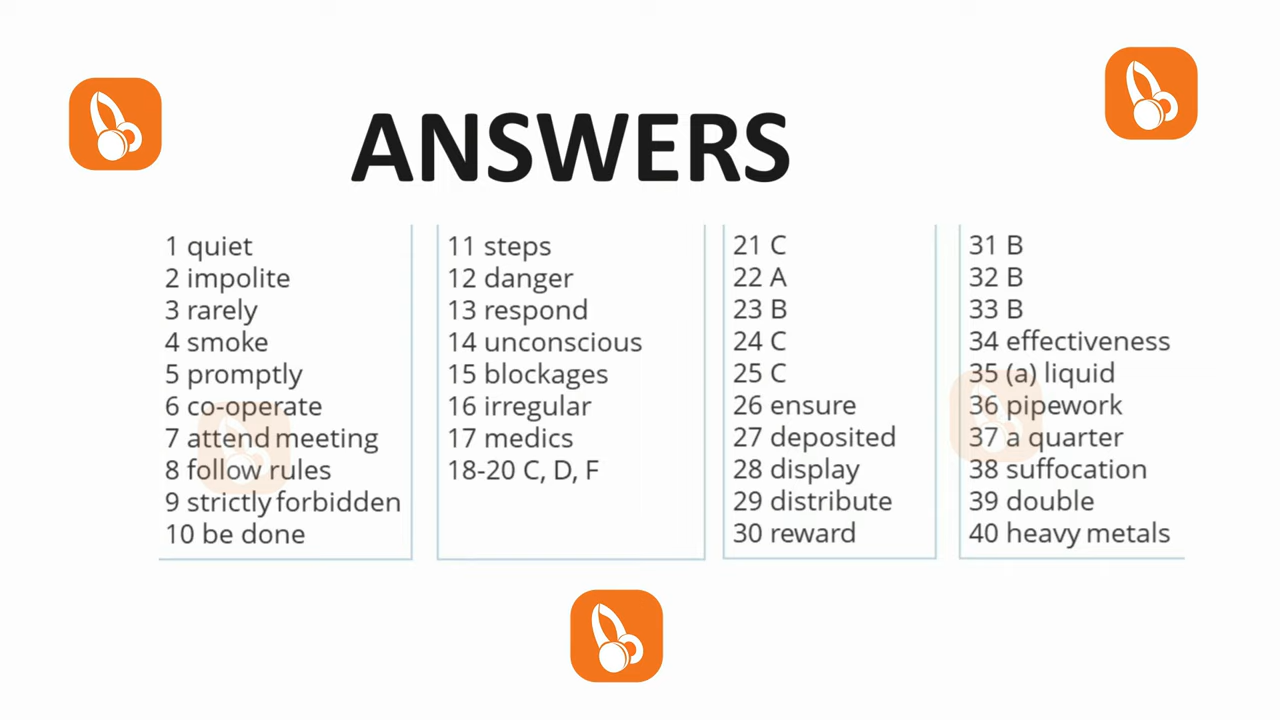 ANSWERS
1 quiet
2 impolite
3 rarely
4 smoke
5 promptly
6 co-operate
7 attend meeting
8 follow rules
9 strictly forbidden
10 be done
11 steps
12 danger
13 respond
14 unconscious
15 blockages
16 irregular
17 medics
18-20 C, D, F
21 C
22 A
23 B
24 C
25 C
26 ensure
27 deposited
28 display
29 distribute
30 reward
31 B
32 B
33 B
34 effectiveness
35 (a) liquid
36 pipework
37 a quarter
38 suffocation
39 double
40 heavy metals